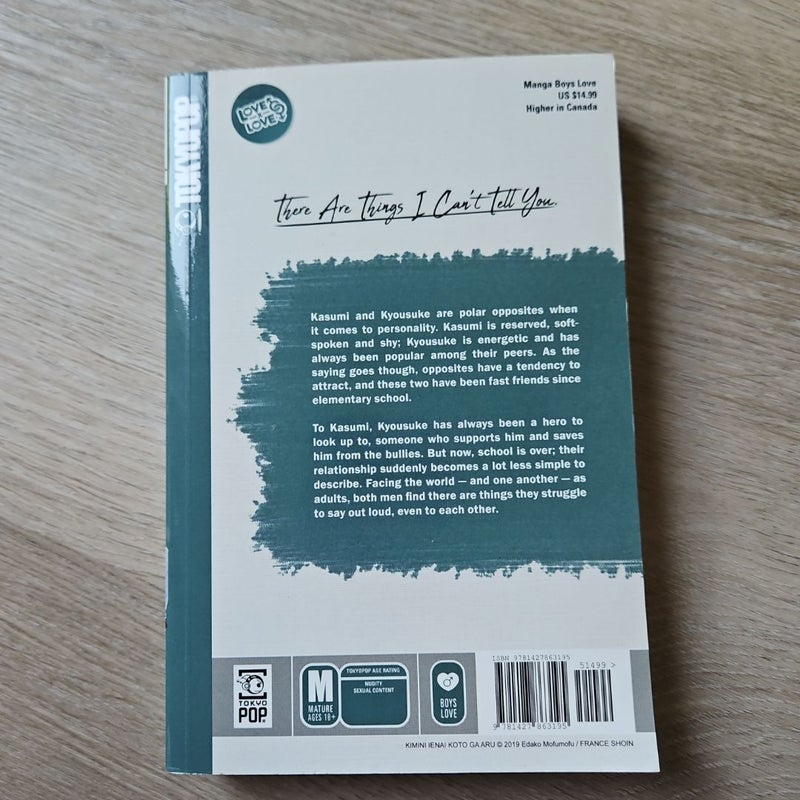 TOKYOPOP
LOVE
LOVE
Manga Boys Love
US $14.99
Higher in Canada
There Are Things I Can't Tell You.
Kasumi and Kyousuke are polar opposites when
it comes to personality. Kasumi is reserved, soft-
spoken and shy; Kyousuke is energetic and has
always been popular among their peers. As the
saying goes though, opposites have a tendency to
attract, and these two have been fast friends since
elementary school.
To Kasumi, Kyousuke has always been a hero to
look up to, someone who supports him and saves
him from the bullies. But now, school is over; their
relationship suddenly becomes a lot less simple to
describe. Facing the world — and one another — as
adults, both men find there are things they struggle
to say out loud, even to each other.
TOKYO
POP
M
MATURE
AGES 18+
TOKYOPOP AGE RATING
NUDITY
SEXUAL CONTENT
BOYS
LOVE
ISBN 9781427863195
51499 >
9 781427 863195
KIMINI IENAI KOTO GA ARU © 2019 Edako Mofumofu / FRANCE SHOIN